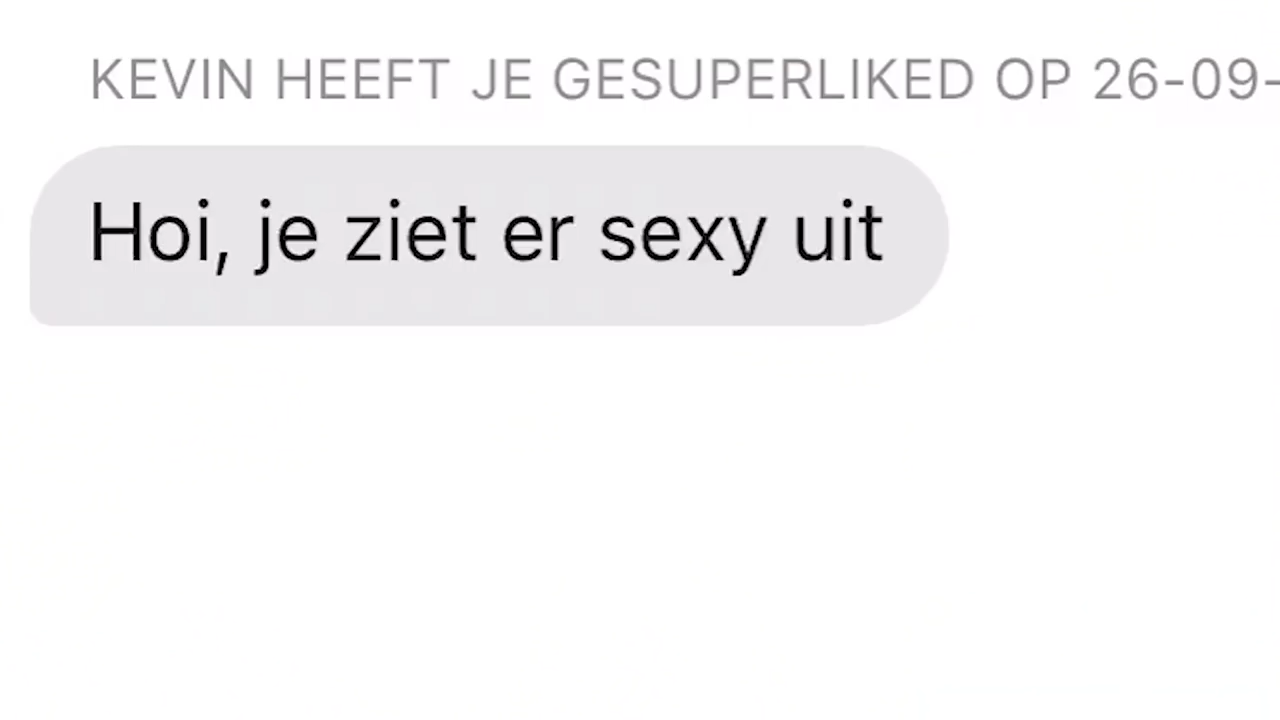 KEVIN HEEFT JE GESUPERLIKED OP 26-09-
Hoi, je ziet er sexy uit